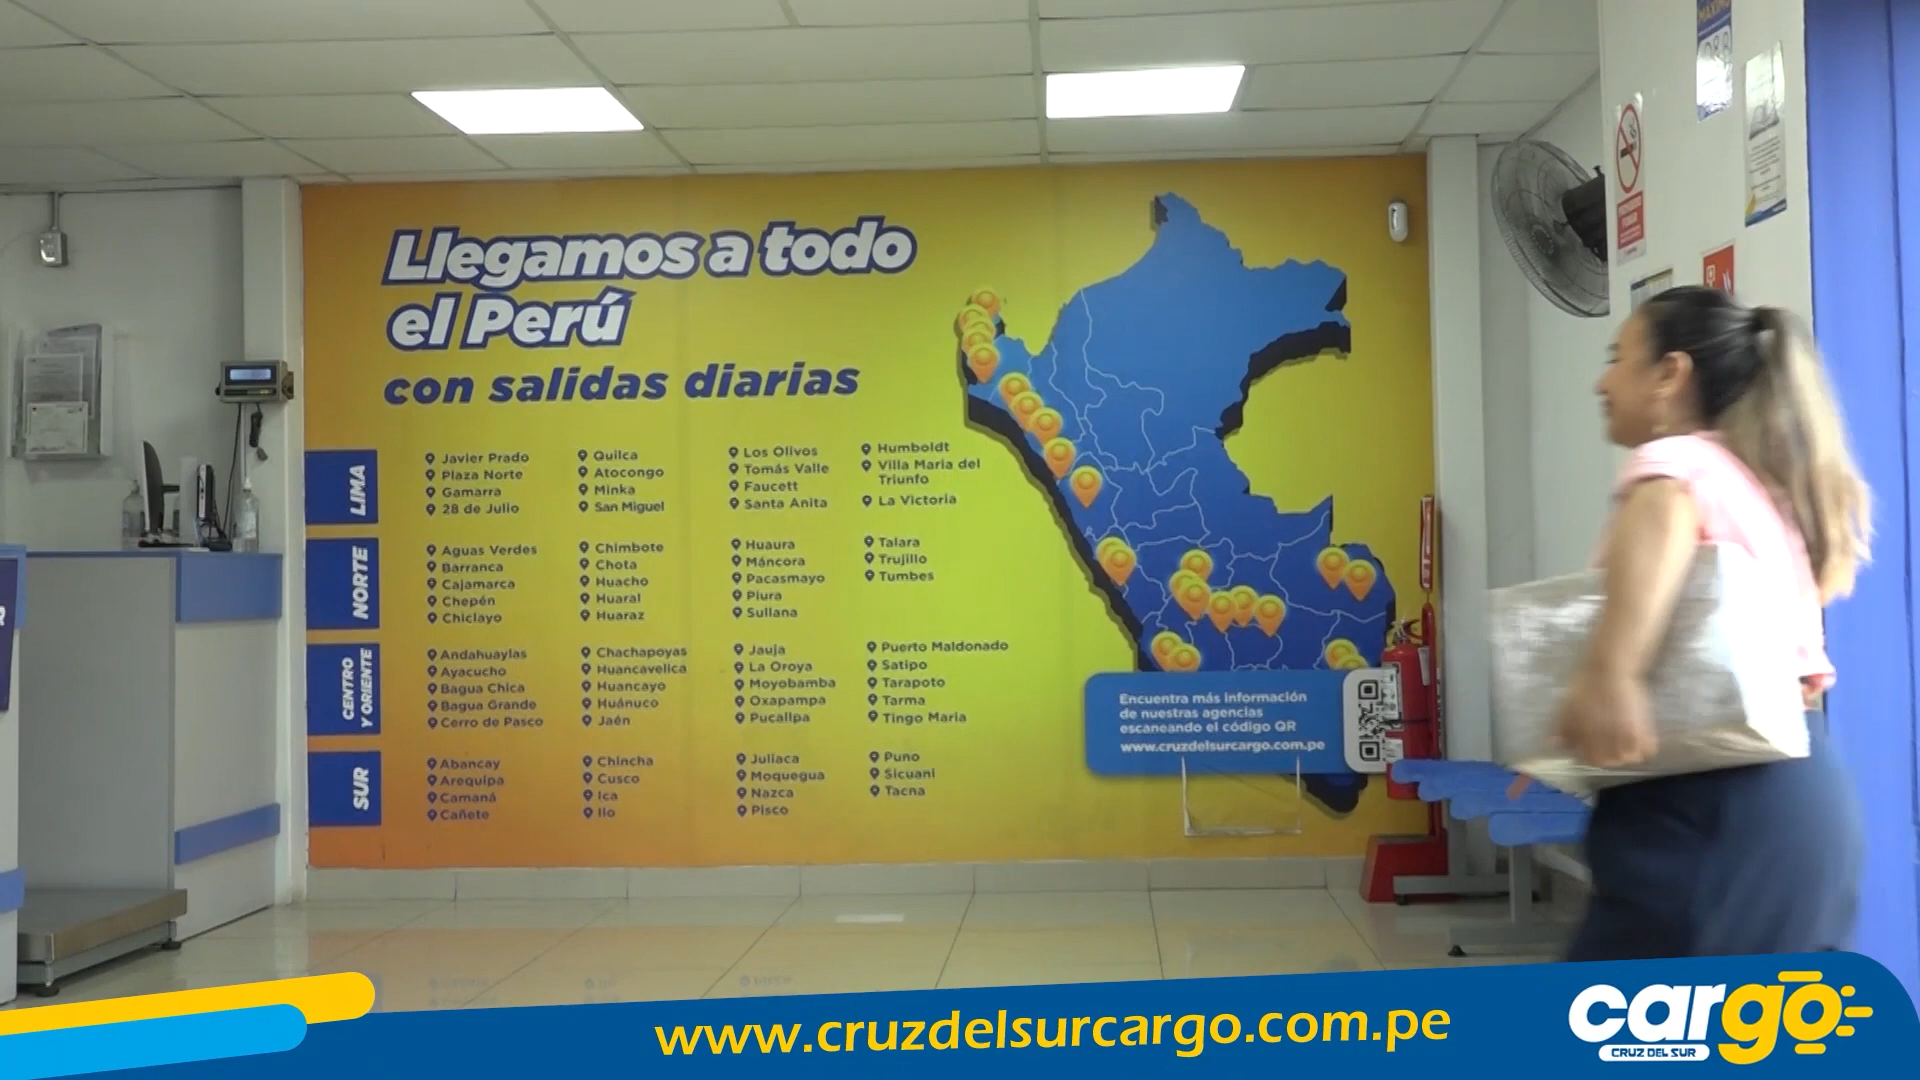 Llegamos a todo
el Perú
con salidas diarias
LIMA
Javier Prado
Plaza Norte
Gamarra
28 de Julio
Quilca
Atocongo
Minka
San Miguel
Los Olivos
Tomás Valle
Faucett
Santa Anita
Humboldt
Villa Maria del
Triunfo
La Victoria
NORTE
Aguas Verdes
Barranca
Cajamarca
Chepén
Chiclayo
Chimbote
Chota
Huacho
Huaral
Huaraz
Huaura
Máncora
Pacasmayo
Piura
Sullana
Talara
Trujillo
Tumbes
CENTRO
Y ORIENTE
Andahuaylas
Ayacucho
Bagua Chica
Bagua Grande
Cerro de Pasco
Chachapoyas
Huancavelica
Huancayo
Huánuco
Jaén
Jauja
La Oroya
Moyobamba
Oxapampa
Pucallpa
Puerto Maldonado
Satipo
Tarapoto
Tarma
Tingo Maria
SUR
Abancay
Arequipa
Camaná
Cañete
Chincha
Cusco
Ica
Ilo
Juliaca
Moquegua
Nazca
Pisco
Puno
Sicuani
Tacna
Encuentra más información
de nuestras agencias
escaneando el código QR
www.cruzdelsurcargo.com.pe
www.cruzdelsurcargo.com.pe
cargo
CRUZ DEL SUR